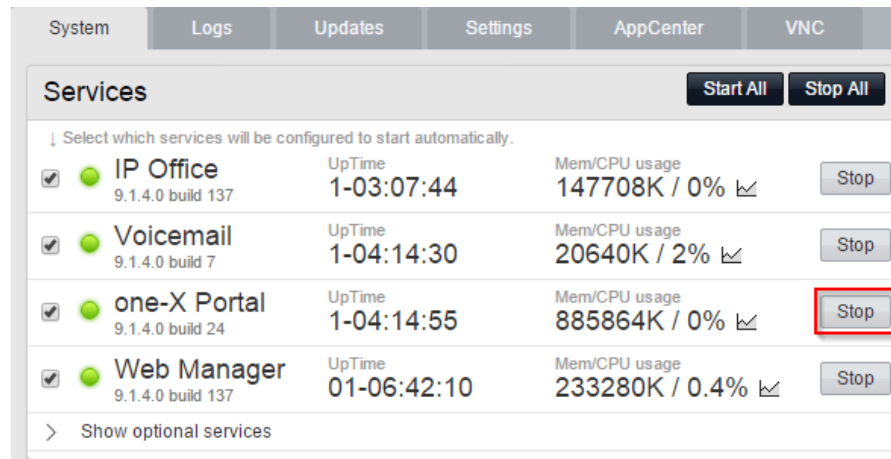 System Logs Updates Settings AppCenter VNC
Services Start All Stop All
↓ Select which services will be configured to start automatically.
IP Office UpTime Mem/CPU usage
9.1.4.0 build 137 1-03:07:44 147708K / 0% Stop
Voicemail UpTime Mem/CPU usage
9.1.4.0 build 7 1-04:14:30 20640K / 2% Stop
one-X Portal UpTime Mem/CPU usage
9.1.4.0 build 24 1-04:14:55 885864K / 0% Stop
Web Manager UpTime Mem/CPU usage
9.1.4.0 build 137 01-06:42:10 233280K / 0.4% Stop
Show optional services